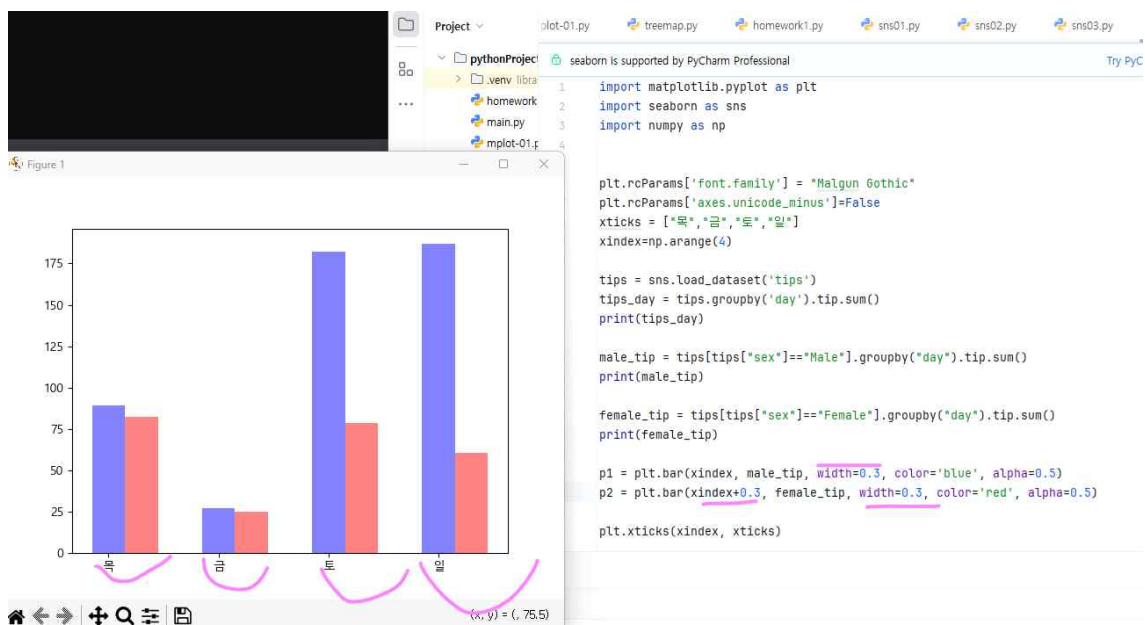 Project
plot-01.py
treemap.py
homework1.py
sns01.py
sns02.py
sns03.py
pythonProject
seaborn is supported by PyCharm Professional
Try PyC
.venv libra
homework
main.py
mplot-01.p
1 import matplotlib.pyplot as plt
2 import seaborn as sns
3 import numpy as np
4
plt.rcParams['font.family'] = "Malgun Gothic"
plt.rcParams['axes.unicode_minus']=False
xticks = ["목","금","토","일"]
xindex=np.arange(4)
tips = sns.load_dataset('tips')
tips_day = tips.groupby('day').tip.sum()
print(tips_day)
male_tip = tips[tips["sex"]=="Male"].groupby("day").tip.sum()
print(male_tip)
female_tip = tips[tips["sex"]=="Female"].groupby("day").tip.sum()
print(female_tip)
p1 = plt.bar(xindex, male_tip, width=0.3, color='blue', alpha=0.5)
p2 = plt.bar(xindex+0.3, female_tip, width=0.3, color='red', alpha=0.5)
plt.xticks(xindex, xticks)
Figure 1
175
150
125
100
75
50
25
0
목 금 토 일
(x, y) = (, 75.5)